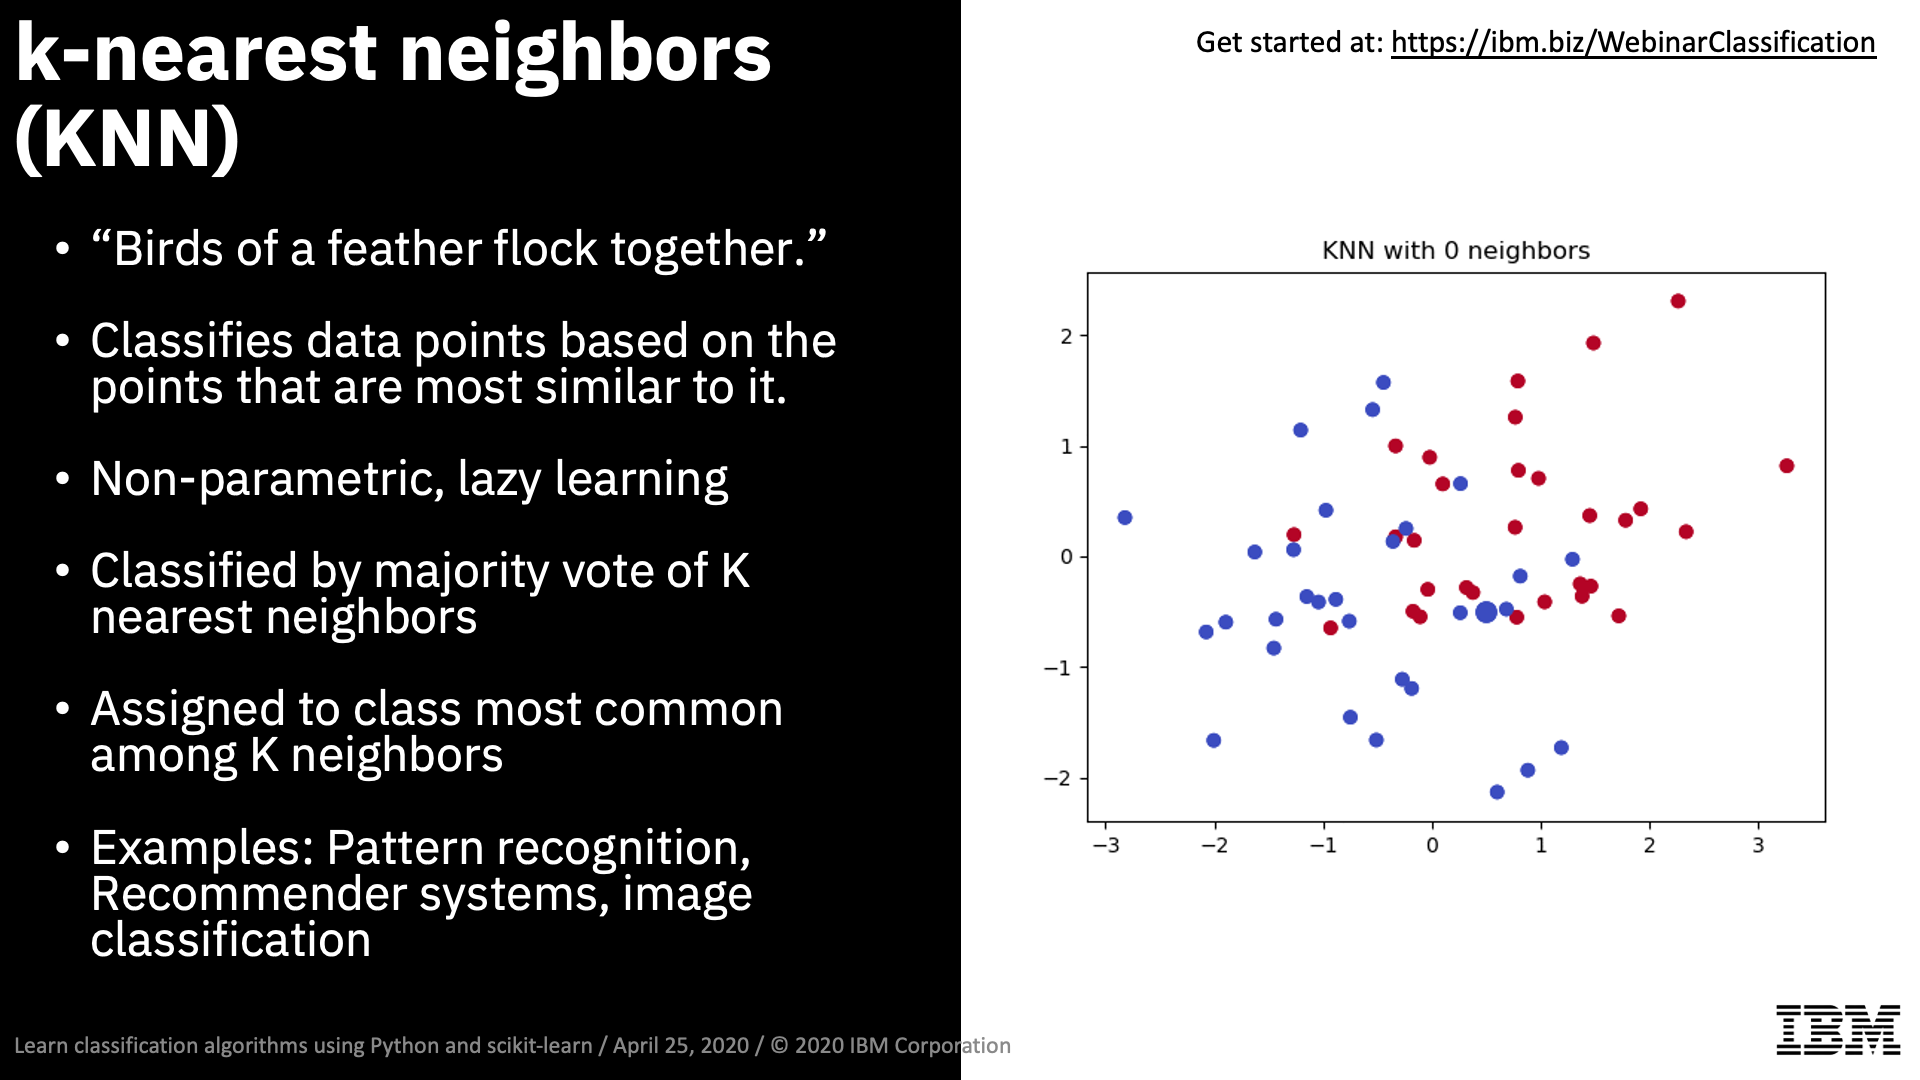 k-nearest neighbors
(KNN)
• “Birds of a feather flock together.”
• Classifies data points based on the
points that are most similar to it.
• Non-parametric, lazy learning
• Classified by majority vote of K
nearest neighbors
• Assigned to class most common
among K neighbors
• Examples: Pattern recognition,
Recommender systems, image
classification
Learn classification algorithms using Python and scikit-learn / April 25, 2020 / © 2020 IBM Corporation
Get started at: https://ibm.biz/WebinarClassification
KNN with 0 neighbors
2
1
0
−1
−2
−3 −2 −1 0 1 2 3
IBM